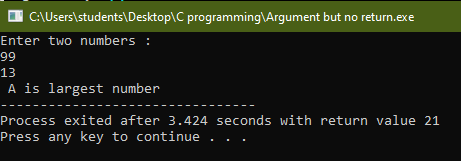 C:\Users\students\Desktop\C programming\Argument but no return.exe
Enter two numbers :
99
13
 A is largest number
--------------------------------
Process exited after 3.424 seconds with return value 21
Press any key to continue . . .